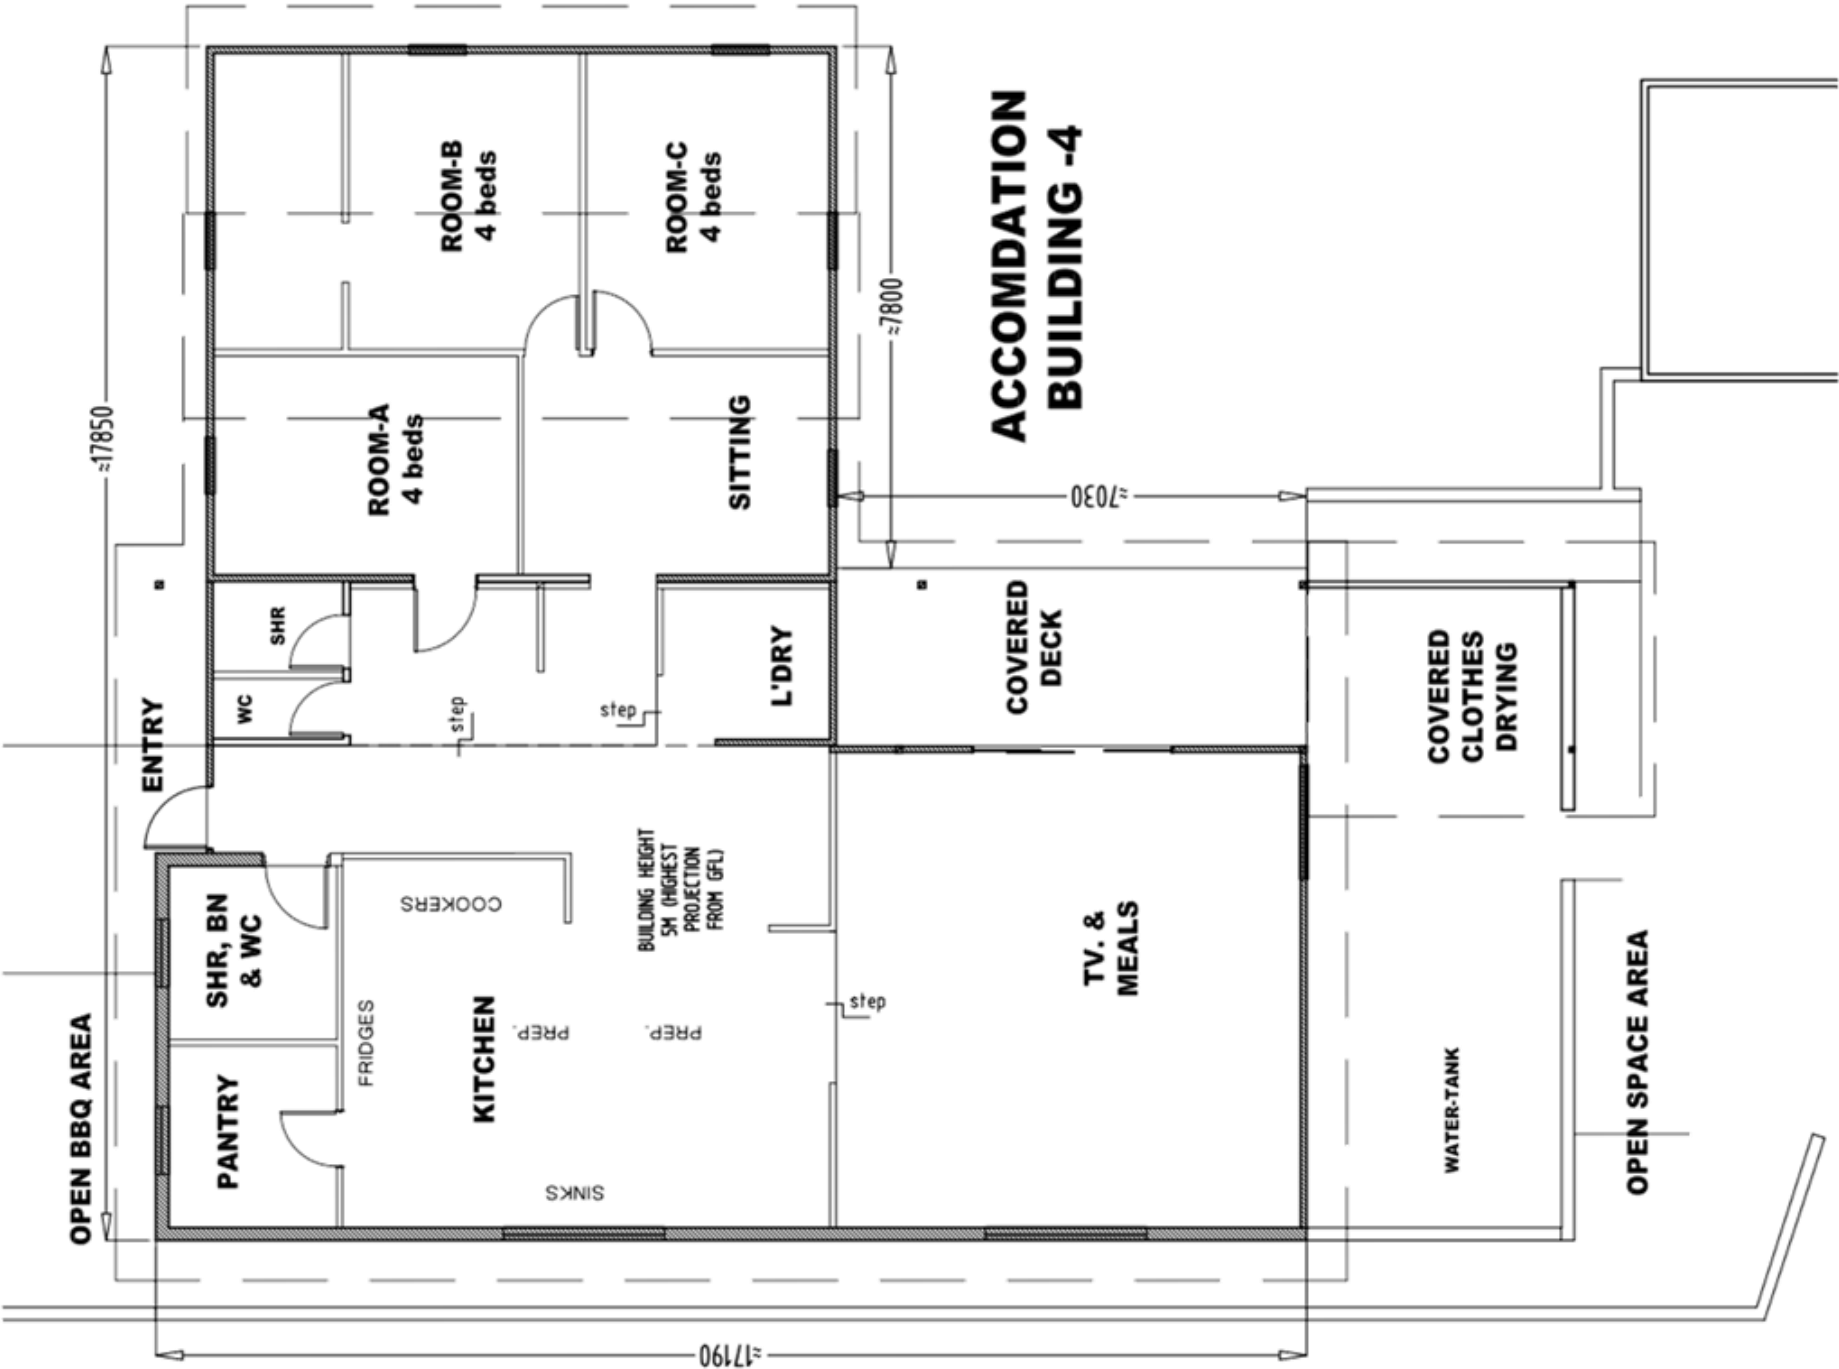 ROOM-B
4 beds
ROOM-C
4 beds
ACCOMDATION
BUILDING -4
≈7800
≈17850
ROOM-A
4 beds
SITTING
≈7030
SHR
WC
ENTRY
step
step
L'DRY
COVERED
DECK
COVERED
CLOTHES
DRYING
SHR, BN
& WC
COOKERS
BUILDING HEIGHT
5M (HIGHEST
PROJECTION
FROM GFL)
TV. &
MEALS
step
OPEN BBQ AREA
PANTRY
FRIDGES
KITCHEN
PREP.
PREP.
SINKS
WATER-TANK
OPEN SPACE AREA
≈17190